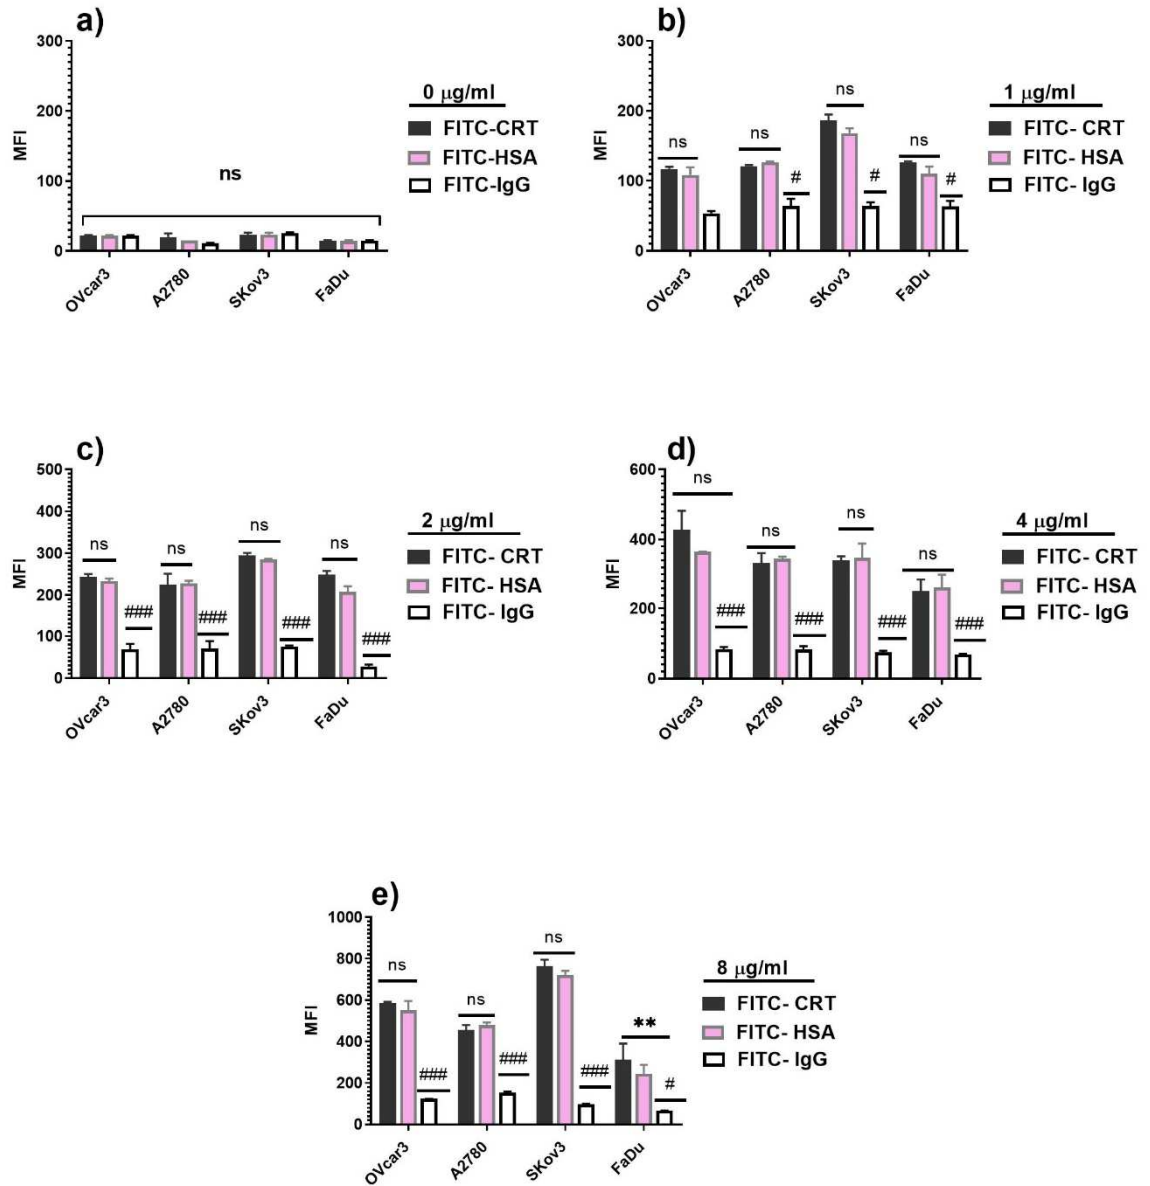 a)
300
200
100
0
MFI
ns
OVcar3
A2780
SKov3
FaDu
0 μg/ml
FITC-CRT
FITC-HSA
FITC-IgG
b)
300
200
100
0
MFI
ns
ns
#
ns
#
ns
#
OVcar3
A2780
SKov3
FaDu
1 μg/ml
FITC- CRT
FITC- HSA
FITC- IgG
c)
500
400
300
200
100
0
MFI
ns
###
ns
###
ns
###
ns
###
OVcar3
A2780
SKov3
FaDu
2 μg/ml
FITC- CRT
FITC- HSA
FITC- IgG
d)
600
400
200
0
MFI
ns
###
ns
###
ns
###
ns
###
OVcar3
A2780
SKov3
FaDu
4 μg/ml
FITC- CRT
FITC- HSA
FITC- IgG
e)
1000
800
600
400
200
0
MFI
ns
###
ns
###
ns
###
**
#
OVcar3
A2780
SKov3
FaDu
8 μg/ml
FITC- CRT
FITC- HSA
FITC- IgG